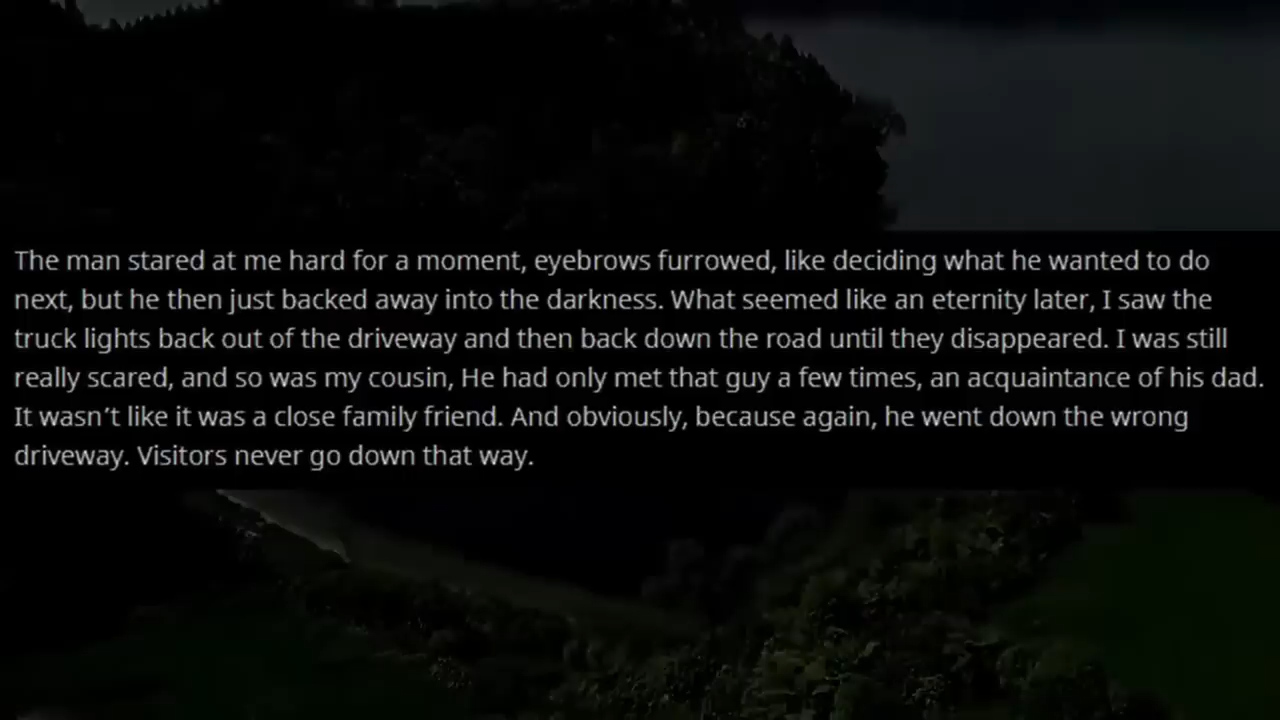 The man stared at me hard for a moment, eyebrows furrowed, like deciding what he wanted to do
next, but he then just backed away into the darkness. What seemed like an eternity later, I saw the
truck lights back out of the driveway and then back down the road until they disappeared. I was still
really scared, and so was my cousin, He had only met that guy a few times, an acquaintance of his dad.
It wasn’t like it was a close family friend. And obviously, because again, he went down the wrong
driveway. Visitors never go down that way.